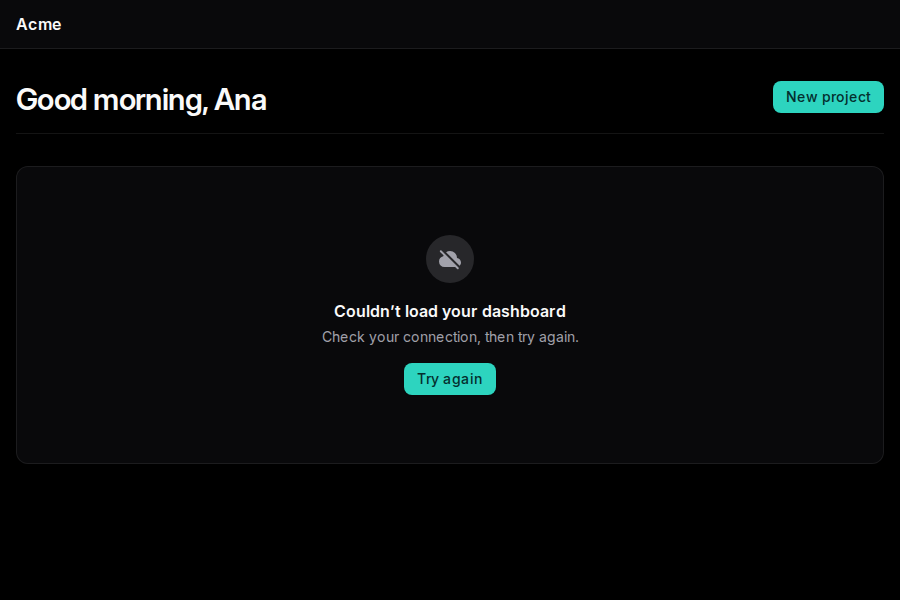 Acme
Good morning, Ana
New project
Couldn’t load your dashboard
Check your connection, then try again.
Try again